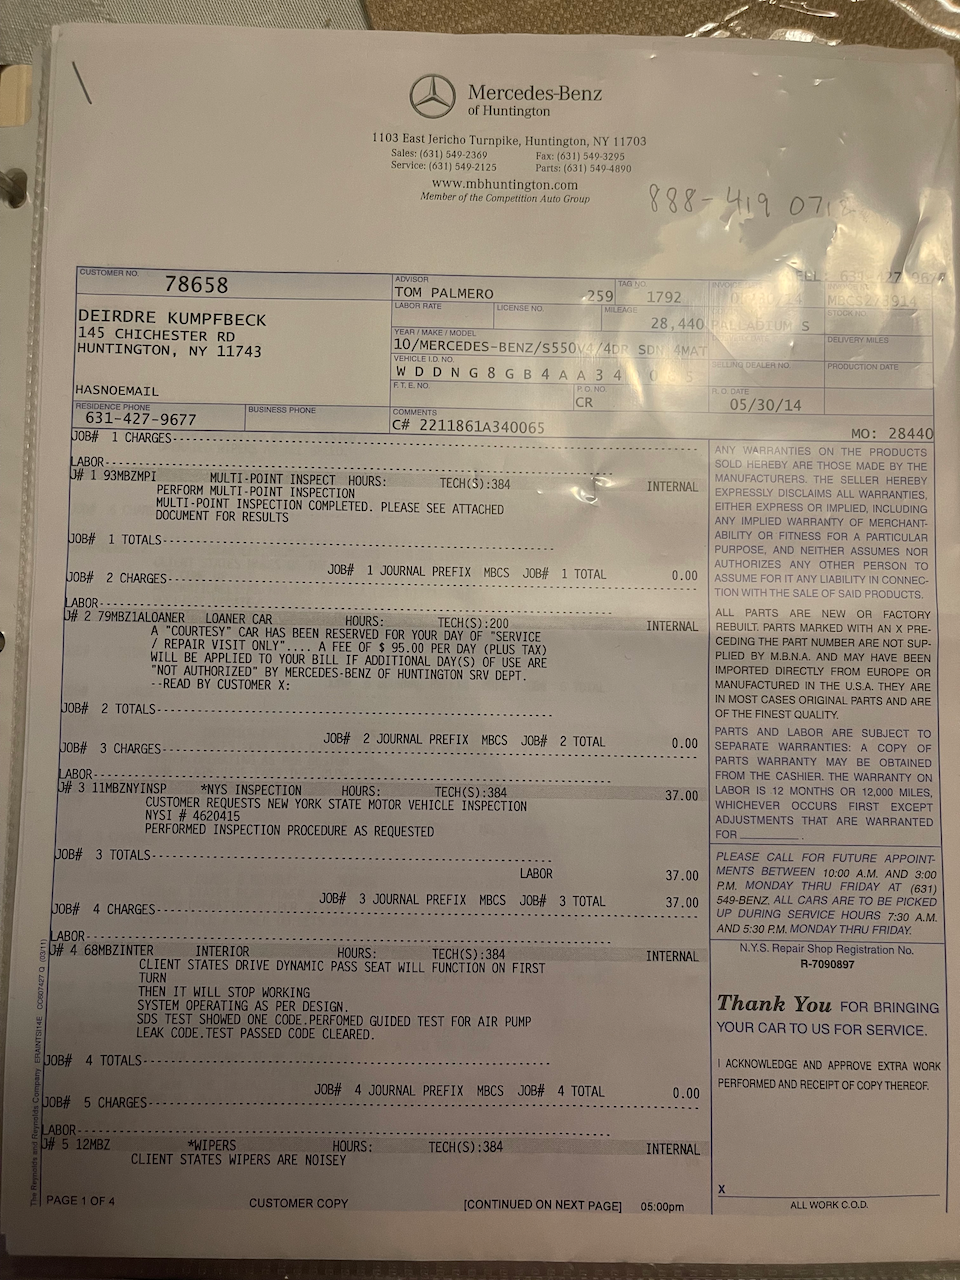 Mercedes-Benz
of Huntington
1103 East Jericho Turnpike, Huntington, NY 11703
Sales: (631) 549-2369 Fax: (631) 549-3295
Service: (631) 549-2125 Parts: (631) 549-4890
www.mbhuntington.com
Member of the Competition Auto Group
888-419 071
CUSTOMER NO. 78658
ADVISOR TOM PALMERO 259
TAG NO. 1792
DEIRDRE KUMPFBECK
145 CHICHESTER RD
HUNTINGTON, NY 11743
LABOR RATE LICENSE NO. MILEAGE 28,440 PALLADIUM S STOCK NO.
YEAR / MAKE / MODEL
10/MERCEDES-BENZ/S550V4/4DR SDN 4MAT
DELIVERY MILES
VEHICLE I.D. NO.
W D D N G 8 G B 4 A A 3 4
SELLING DEALER NO. PRODUCTION DATE
HASNOEMAIL
F. T. E. NO. P. O. NO. CR
R. O. DATE 05/30/14
RESIDENCE PHONE 631-427-9677
BUSINESS PHONE
COMMENTS
C# 2211861A340065
MO: 28440
JOB# 1 CHARGES
LABOR
J# 1 93MBZMPI MULTI-POINT INSPECT HOURS: TECH(S):384 INTERNAL
PERFORM MULTI-POINT INSPECTION
MULTI-POINT INSPECTION COMPLETED. PLEASE SEE ATTACHED
DOCUMENT FOR RESULTS
JOB# 1 TOTALS
JOB# 1 JOURNAL PREFIX MBCS JOB# 1 TOTAL 0.00
JOB# 2 CHARGES
LABOR
J# 2 79MBZ1ALOANER LOANER CAR HOURS: TECH(S):200 INTERNAL
A "COURTESY" CAR HAS BEEN RESERVED FOR YOUR DAY OF "SERVICE
/ REPAIR VISIT ONLY".... A FEE OF $ 95.00 PER DAY (PLUS TAX)
WILL BE APPLIED TO YOUR BILL IF ADDITIONAL DAY(S) OF USE ARE
"NOT AUTHORIZED" BY MERCEDES-BENZ OF HUNTINGTON SRV DEPT.
--READ BY CUSTOMER X:
JOB# 2 TOTALS
JOB# 2 JOURNAL PREFIX MBCS JOB# 2 TOTAL 0.00
JOB# 3 CHARGES
LABOR
J# 3 11MBZNYINSP *NYS INSPECTION HOURS: TECH(S):384 37.00
CUSTOMER REQUESTS NEW YORK STATE MOTOR VEHICLE INSPECTION
NYSI # 4620415
PERFORMED INSPECTION PROCEDURE AS REQUESTED
JOB# 3 TOTALS
LABOR 37.00
JOB# 3 JOURNAL PREFIX MBCS JOB# 3 TOTAL 37.00
JOB# 4 CHARGES
LABOR
J# 4 68MBZINTER INTERIOR HOURS: TECH(S):384 INTERNAL
CLIENT STATES DRIVE DYNAMIC PASS SEAT WILL FUNCTION ON FIRST
TURN
THEN IT WILL STOP WORKING
SYSTEM OPERATING AS PER DESIGN.
SDS TEST SHOWED ONE CODE.PERFOMED GUIDED TEST FOR AIR PUMP
LEAK CODE.TEST PASSED CODE CLEARED.
JOB# 4 TOTALS
JOB# 4 JOURNAL PREFIX MBCS JOB# 4 TOTAL 0.00
JOB# 5 CHARGES
LABOR
J# 5 12MBZ *WIPERS HOURS: TECH(S):384 INTERNAL
CLIENT STATES WIPERS ARE NOISEY
ANY WARRANTIES ON THE PRODUCTS
SOLD HEREBY ARE THOSE MADE BY THE
MANUFACTURERS. THE SELLER HEREBY
EXPRESSLY DISCLAIMS ALL WARRANTIES,
EITHER EXPRESS OR IMPLIED, INCLUDING
ANY IMPLIED WARRANTY OF MERCHANT-
ABILITY OR FITNESS FOR A PARTICULAR
PURPOSE, AND NEITHER ASSUMES NOR
AUTHORIZES ANY OTHER PERSON TO
ASSUME FOR IT ANY LIABILITY IN CONNEC-
TION WITH THE SALE OF SAID PRODUCTS.
ALL PARTS ARE NEW OR FACTORY
REBUILT. PARTS MARKED WITH AN X PRE-
CEDING THE PART NUMBER ARE NOT SUP-
PLIED BY M.B.N.A. AND MAY HAVE BEEN
IMPORTED DIRECTLY FROM EUROPE OR
MANUFACTURED IN THE U.S.A. THEY ARE
IN MOST CASES ORIGINAL PARTS AND ARE
OF THE FINEST QUALITY.
PARTS AND LABOR ARE SUBJECT TO
SEPARATE WARRANTIES: A COPY OF
PARTS WARRANTY MAY BE OBTAINED
FROM THE CASHIER. THE WARRANTY ON
LABOR IS 12 MONTHS OR 12,000 MILES,
WHICHEVER OCCURS FIRST EXCEPT
ADJUSTMENTS THAT ARE WARRANTED
FOR
PLEASE CALL FOR FUTURE APPOINT-
MENTS BETWEEN 10:00 A.M. AND 3:00
P.M. MONDAY THRU FRIDAY AT (631)
549-BENZ. ALL CARS ARE TO BE PICKED
UP DURING SERVICE HOURS 7:30 A.M.
AND 5:30 P.M. MONDAY THRU FRIDAY.
N.Y.S. Repair Shop Registration No.
R-7090897
Thank You FOR BRINGING
YOUR CAR TO US FOR SERVICE.
I ACKNOWLEDGE AND APPROVE EXTRA WORK
PERFORMED AND RECEIPT OF COPY THEREOF.
X
ALL WORK C.O.D.
The Reynolds and Reynolds Company
PAGE 1 OF 4 CUSTOMER COPY [CONTINUED ON NEXT PAGE] 05:00pm